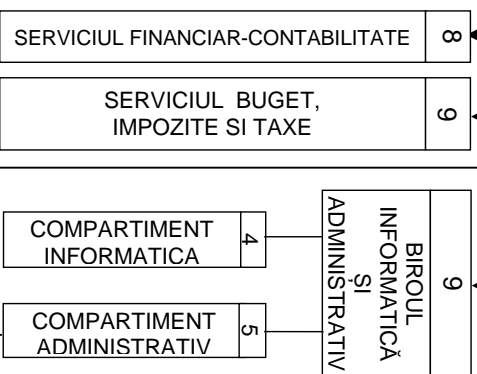 SERVICIUL FINANCIAR-CONTABILITATE 8
SERVICIUL BUGET,
IMPOZITE SI TAXE
9
COMPARTIMENT
INFORMATICA
4
COMPARTIMENT
ADMINISTRATIV
5
BIROUL
INFORMATICĂ
ȘI
ADMINISTRATIV
9